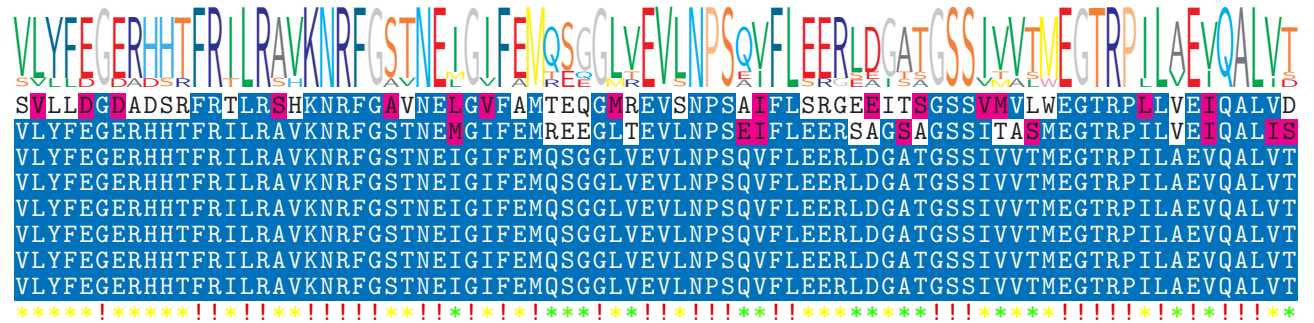 VLYFEGERHHTFRILRAVKNRFGSTNEIGIFEMQSGGLVEVLNPSQVFLEERLDGATGSSIVVTMEGTRPILAEVQALVT
SVLLDGDADSRFRTLRSHKNRFGAVNELGVFAMTEQGMREVSNPSAIFLSRGEEITSGSSVMVLWEGTRPLLVEIQALVD
VLYFEGERHHTFRILRAVKNRFGSTNEMGIFEMREEGLTEVLNPSEIFLEERSAGSAGSSITASMEGTRPILVEIQALIS
VLYFEGERHHTFRILRAVKNRFGSTNEIGIFEMQSGGLVEVLNPSQVFLEERLDGATGSSIVVTMEGTRPILAEVQALVT
VLYFEGERHHTFRILRAVKNRFGSTNEIGIFEMQSGGLVEVLNPSQVFLEERLDGATGSSIVVTMEGTRPILAEVQALVT
VLYFEGERHHTFRILRAVKNRFGSTNEIGIFEMQSGGLVEVLNPSQVFLEERLDGATGSSIVVTMEGTRPILAEVQALVT
VLYFEGERHHTFRILRAVKNRFGSTNEIGIFEMQSGGLVEVLNPSQVFLEERLDGATGSSIVVTMEGTRPILAEVQALVT
VLYFEGERHHTFRILRAVKNRFGSTNEIGIFEMQSGGLVEVLNPSQVFLEERLDGATGSSIVVTMEGTRPILAEVQALVT
VLYFEGERHHTFRILRAVKNRFGSTNEIGIFEMQSGGLVEVLNPSQVFLEERLDGATGSSIVVTMEGTRPILAEVQALVT
*****!*****!!*!!**!!!!!**!!*!*!*!***!**!!*!!!**!!********!!!*****!!!!!*!*!*!!!**